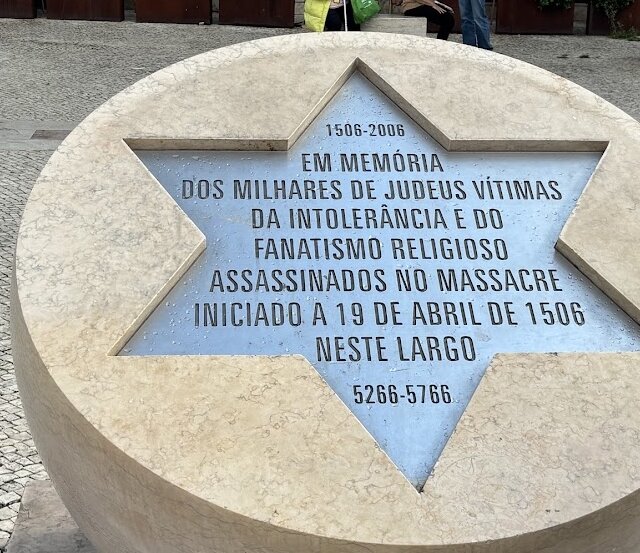 1506-2006
EM MEMÓRIA
DOS MILHARES DE JUDEUS VÍTIMAS
DA INTOLERÂNCIA E DO
FANATISMO RELIGIOSO
ASSASSINADOS NO MASSACRE
INICIADO A 19 DE ABRIL DE 1506
NESTE LARGO
5266-5766